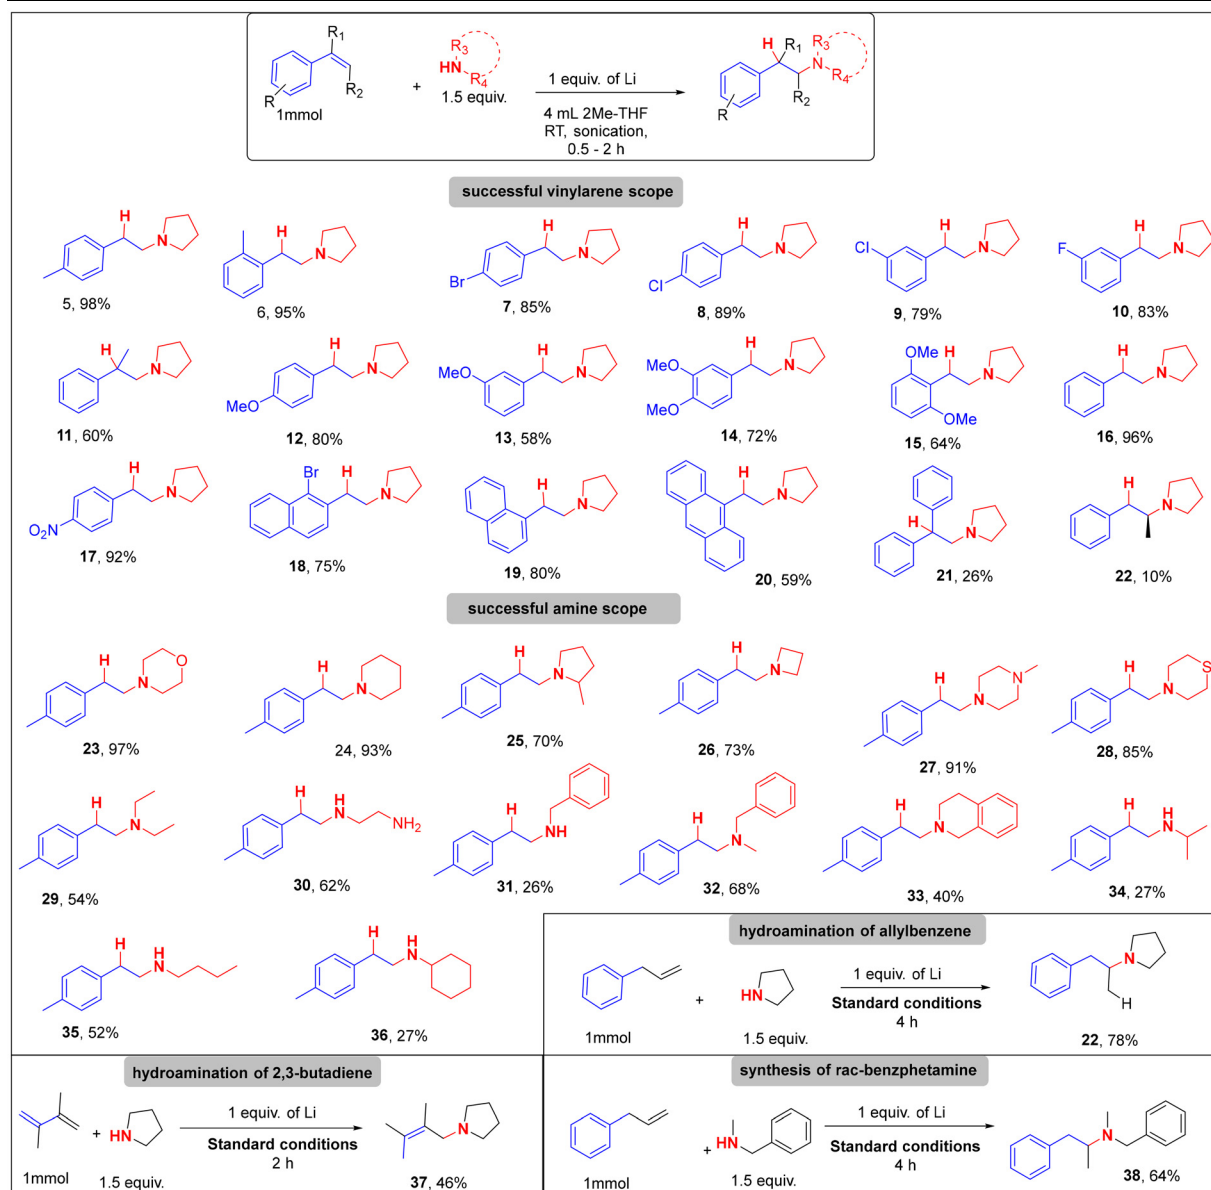 R1
R3
HN
R4
R
R2
1mmol
+
1.5 equiv.
1 equiv. of Li
4 mL 2Me-THF
RT, sonication,
0.5 - 2 h
H R1 R3
N
R4
R2
R
successful vinylarene scope
H
N
5, 98%
H
N
6, 95%
H
N
Br
7, 85%
H
N
Cl
8, 89%
H
Cl
N
9, 79%
H
F
N
10, 83%
H
N
11, 60%
H
N
MeO
12, 80%
H
MeO
N
13, 58%
H
MeO
N
MeO
14, 72%
OMe H
N
OMe
15, 64%
H
N
16, 96%
H
N
O2N
17, 92%
Br H
N
18, 75%
H
N
19, 80%
H
N
20, 59%
H
N
21, 26%
H
N
22, 10%
successful amine scope
H
O
N
23, 97%
H
N
24, 93%
H
N
25, 70%
H
N
26, 73%
H
N
N
27, 91%
H
S
N
28, 85%
H
N
29, 54%
H
H
N
NH2
30, 62%
H
NH
31, 26%
H
N
32, 68%
H
N
33, 40%
H
H
N
34, 27%
H
H
N
35, 52%
H
H
N
36, 27%
hydroamination of allylbenzene
1mmol
+
HN
1.5 equiv.
1 equiv. of Li
Standard conditions
4 h
N
H
22, 78%
hydroamination of 2,3-butadiene
1mmol
+
HN
1.5 equiv.
1 equiv. of Li
Standard conditions
2 h
N
37, 46%
synthesis of rac-benzphetamine
1mmol
+
HN
1.5 equiv.
1 equiv. of Li
Standard conditions
4 h
N
38, 64%